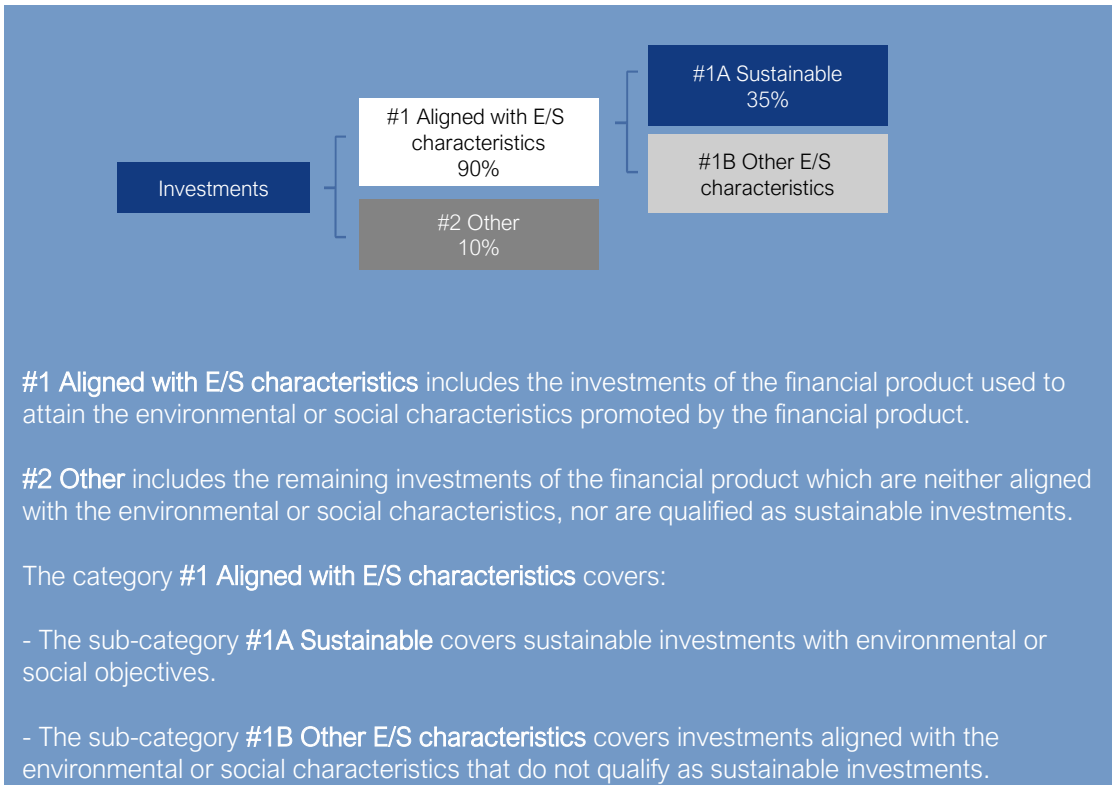 #1A Sustainable
35%
#1 Aligned with E/S
characteristics
90%
#1B Other E/S
characteristics
Investments
#2 Other
10%
#1 Aligned with E/S characteristics includes the investments of the financial product used to
attain the environmental or social characteristics promoted by the financial product.
#2 Other includes the remaining investments of the financial product which are neither aligned
with the environmental or social characteristics, nor are qualified as sustainable investments.
The category #1 Aligned with E/S characteristics covers:
- The sub-category #1A Sustainable covers sustainable investments with environmental or
social objectives.
- The sub-category #1B Other E/S characteristics covers investments aligned with the
environmental or social characteristics that do not qualify as sustainable investments.